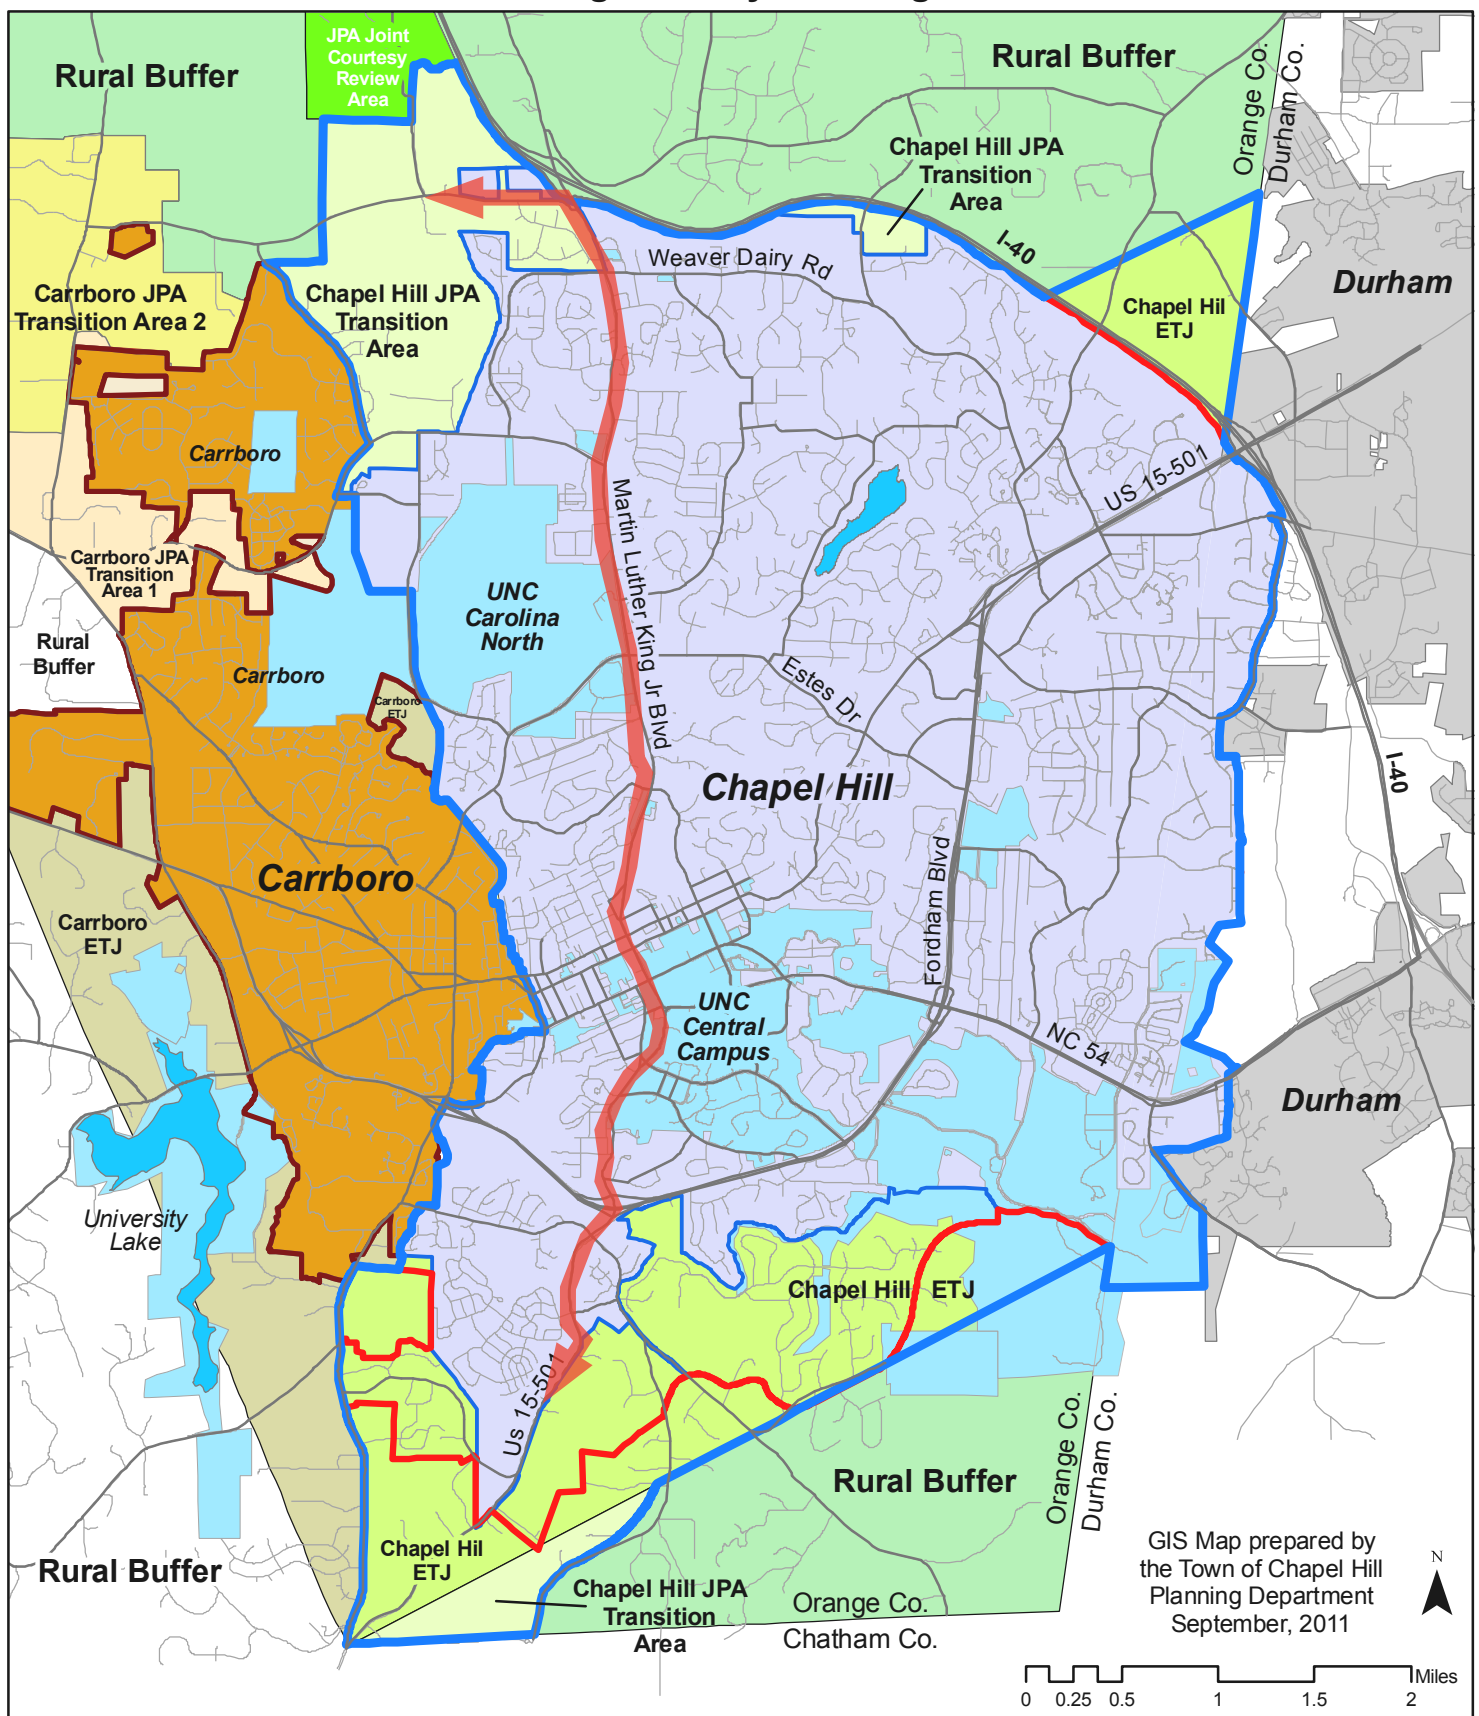 JPA Joint
Courtesy
Review
Area
Rural Buffer
Rural Buffer
Orange Co.
Durham Co.
Chapel Hill JPA
Transition
Area
I-40
Weaver Dairy Rd
Durham
Carrboro JPA
Transition Area 2
Chapel Hill JPA
Transition
Area
Chapel Hil
ETJ
Carrboro
US 15-501
Martin Luther King Jr Blvd
Carrboro JPA
Transition
Area 1
UNC
Carolina
North
Rural
Buffer
Carrboro
Carrboro
ETJ
Estes Dr
Chapel Hill
I-40
Carrboro
Fordham Blvd
Carrboro
ETJ
UNC
Central
Campus
NC 54
Durham
University
Lake
Chapel Hill ETJ
Us 15-501
Orange Co.
Durham Co.
Rural Buffer
Chapel Hil
ETJ
Rural Buffer
Chapel Hill JPA
Transition
Area
Orange Co.
Chatham Co.
GIS Map prepared by
the Town of Chapel Hill
Planning Department
September, 2011
N
Miles
0 0.25 0.5 1 1.5 2